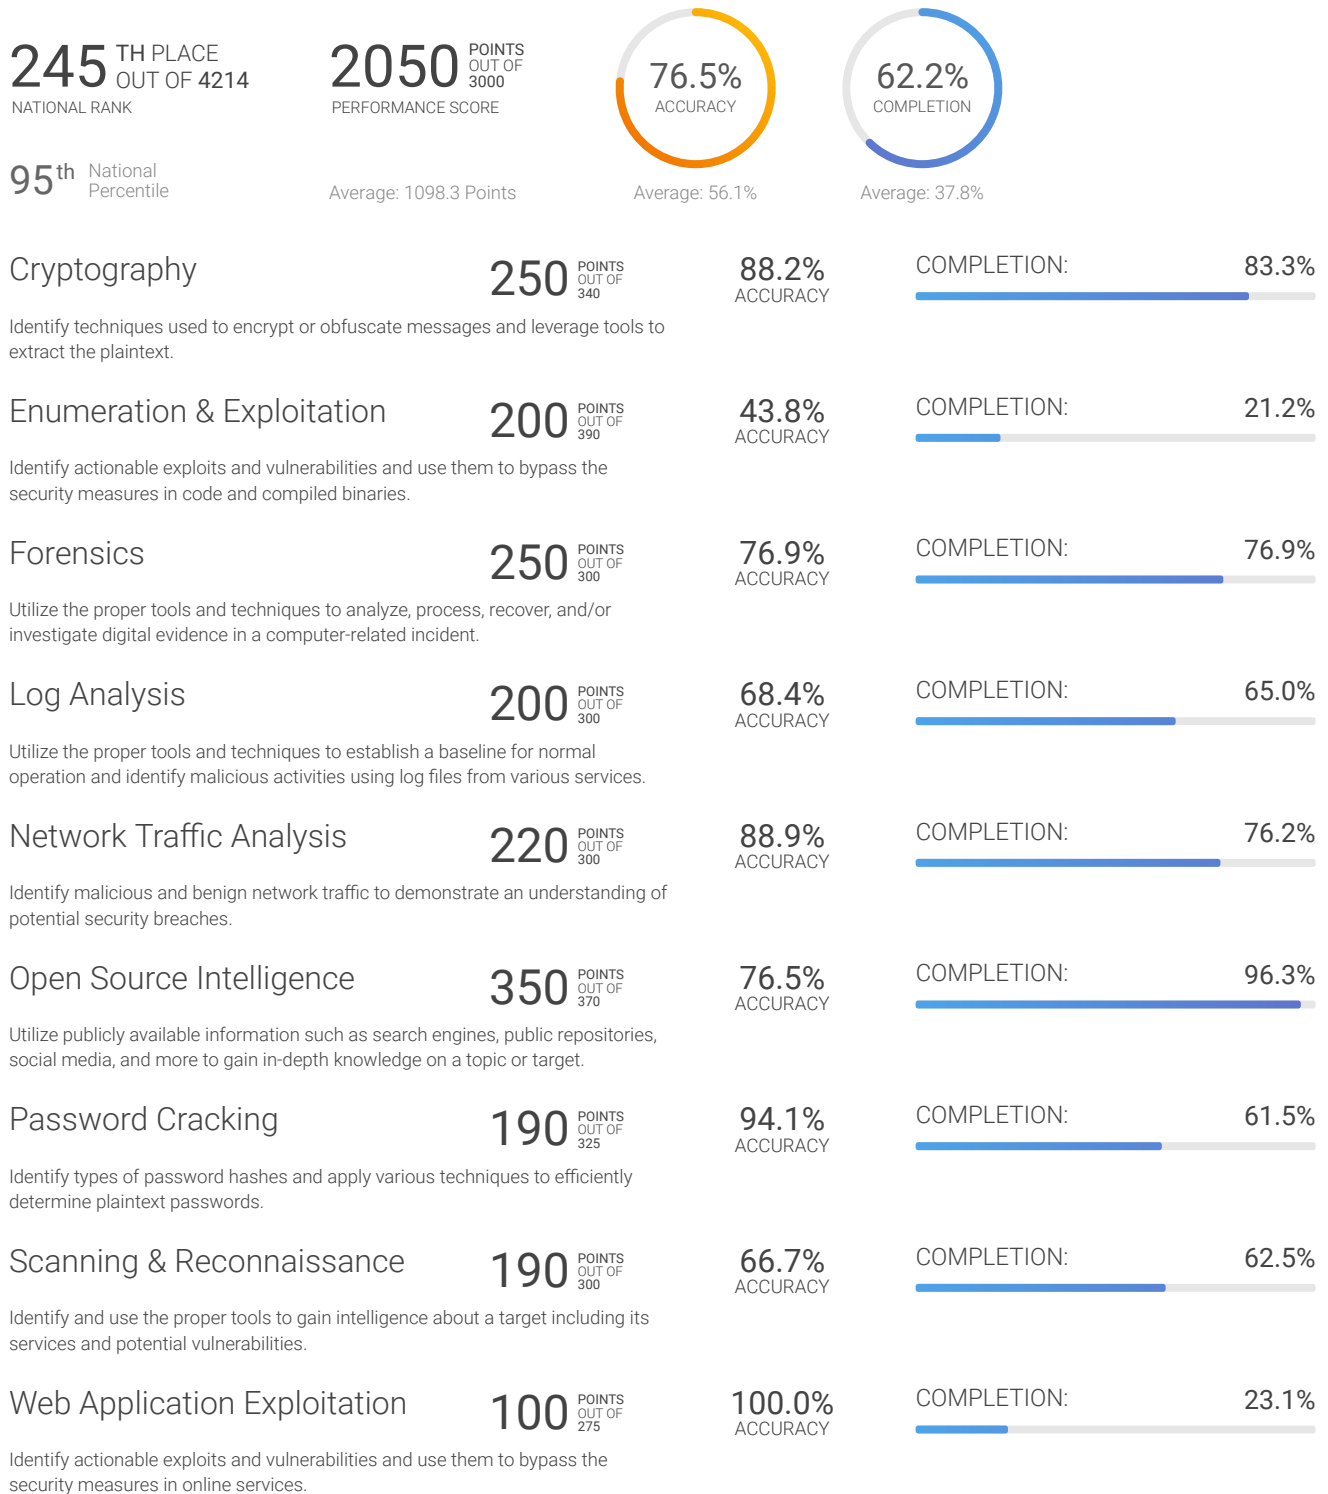 245 TH PLACE
OUT OF 4214
NATIONAL RANK
2050 POINTS
OUT OF
3000
PERFORMANCE SCORE
76.5%
ACCURACY
62.2%
COMPLETION
95th National
Percentile
Average: 1098.3 Points
Average: 56.1%
Average: 37.8%
Cryptography
250 POINTS
OUT OF
340
88.2%
ACCURACY
COMPLETION: 83.3%
Identify techniques used to encrypt or obfuscate messages and leverage tools to
extract the plaintext.
Enumeration & Exploitation
200 POINTS
OUT OF
390
43.8%
ACCURACY
COMPLETION: 21.2%
Identify actionable exploits and vulnerabilities and use them to bypass the
security measures in code and compiled binaries.
Forensics
250 POINTS
OUT OF
300
76.9%
ACCURACY
COMPLETION: 76.9%
Utilize the proper tools and techniques to analyze, process, recover, and/or
investigate digital evidence in a computer-related incident.
Log Analysis
200 POINTS
OUT OF
300
68.4%
ACCURACY
COMPLETION: 65.0%
Utilize the proper tools and techniques to establish a baseline for normal
operation and identify malicious activities using log files from various services.
Network Traffic Analysis
220 POINTS
OUT OF
300
88.9%
ACCURACY
COMPLETION: 76.2%
Identify malicious and benign network traffic to demonstrate an understanding of
potential security breaches.
Open Source Intelligence
350 POINTS
OUT OF
370
76.5%
ACCURACY
COMPLETION: 96.3%
Utilize publicly available information such as search engines, public repositories,
social media, and more to gain in-depth knowledge on a topic or target.
Password Cracking
190 POINTS
OUT OF
325
94.1%
ACCURACY
COMPLETION: 61.5%
Identify types of password hashes and apply various techniques to efficiently
determine plaintext passwords.
Scanning & Reconnaissance
190 POINTS
OUT OF
300
66.7%
ACCURACY
COMPLETION: 62.5%
Identify and use the proper tools to gain intelligence about a target including its
services and potential vulnerabilities.
Web Application Exploitation
100 POINTS
OUT OF
275
100.0%
ACCURACY
COMPLETION: 23.1%
Identify actionable exploits and vulnerabilities and use them to bypass the
security measures in online services.